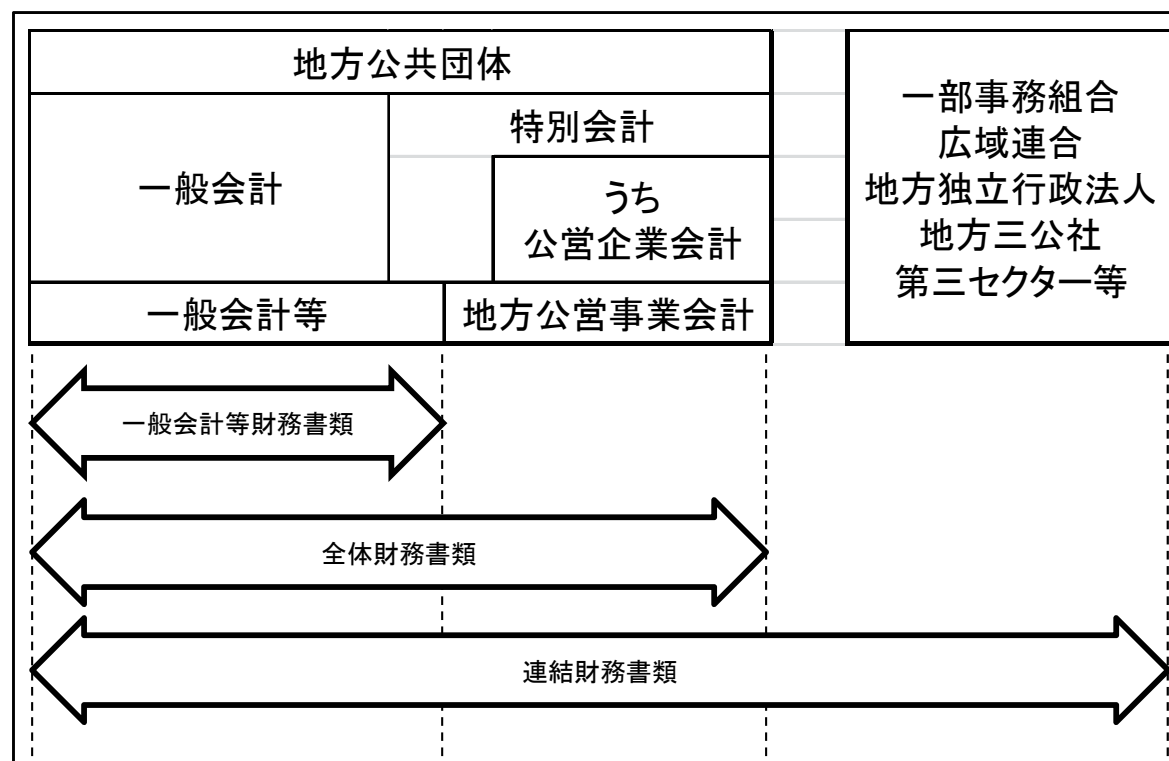 地方公共団体
一般会計
特別会計
うち
公営企業会計
一般会計等
地方公営事業会計
一部事務組合
広域連合
地方独立行政法人
地方三公社
第三セクター等
一般会計等財務書類
全体財務書類
連結財務書類